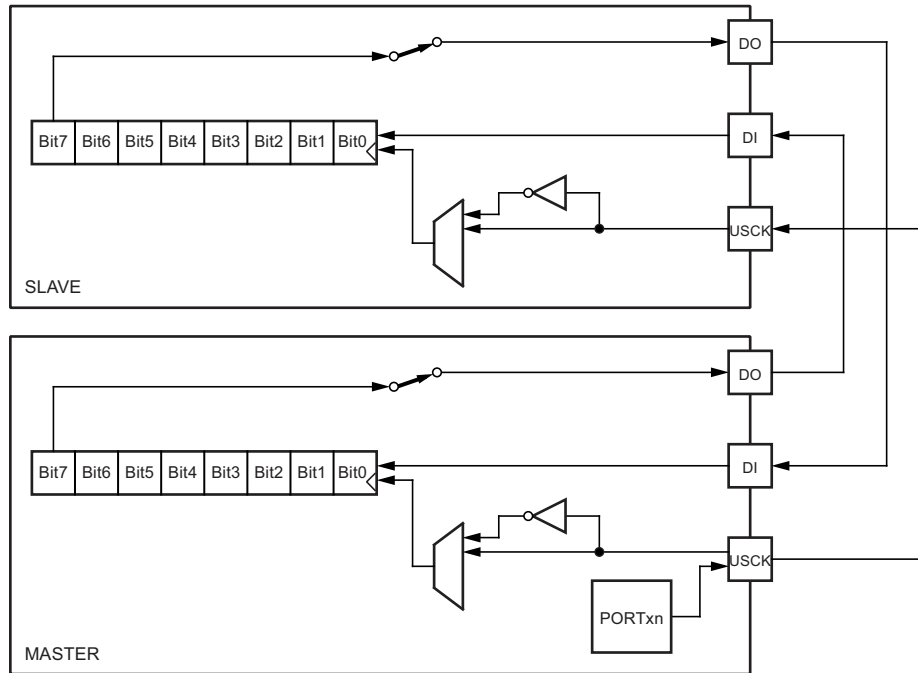 DO
Bit7 Bit6 Bit5 Bit4 Bit3 Bit2 Bit1 Bit0
DI
USCK
SLAVE
DO
Bit7 Bit6 Bit5 Bit4 Bit3 Bit2 Bit1 Bit0
DI
USCK
PORTxn
MASTER